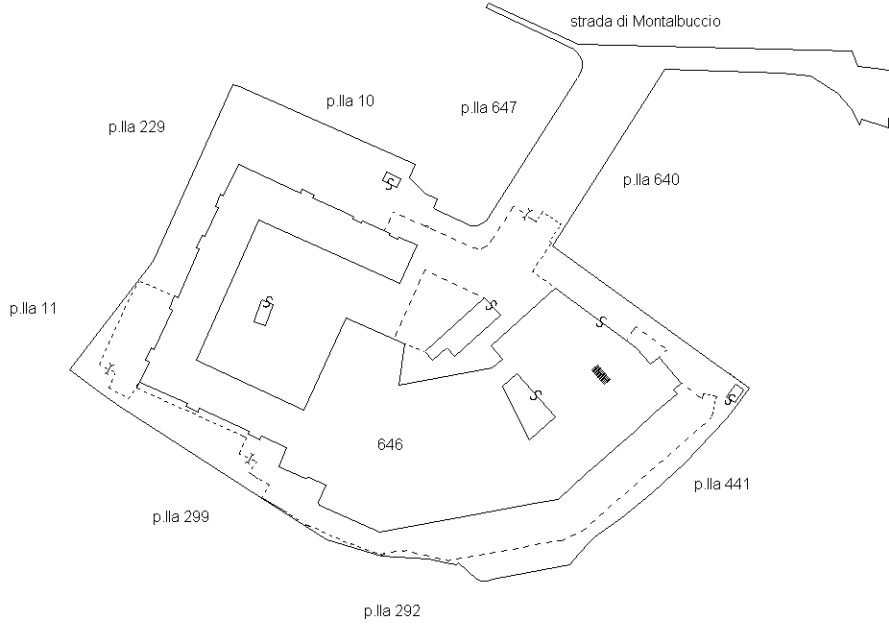 strada di Montalbuccio
p.lla 10
p.lla 647
p.lla 229
p.lla 640
p.lla 11
646
p.lla 441
p.lla 299
p.lla 292